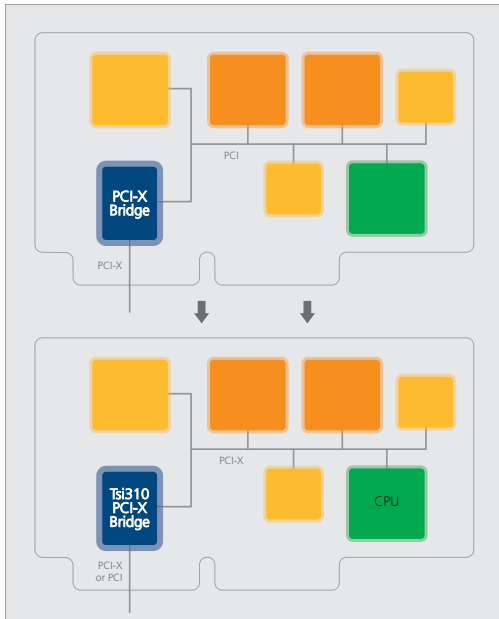 PCI
PCI-X
Bridge
PCI-X
PCI-X
Tsi310
PCI-X
Bridge
CPU
PCI-X
or PCI